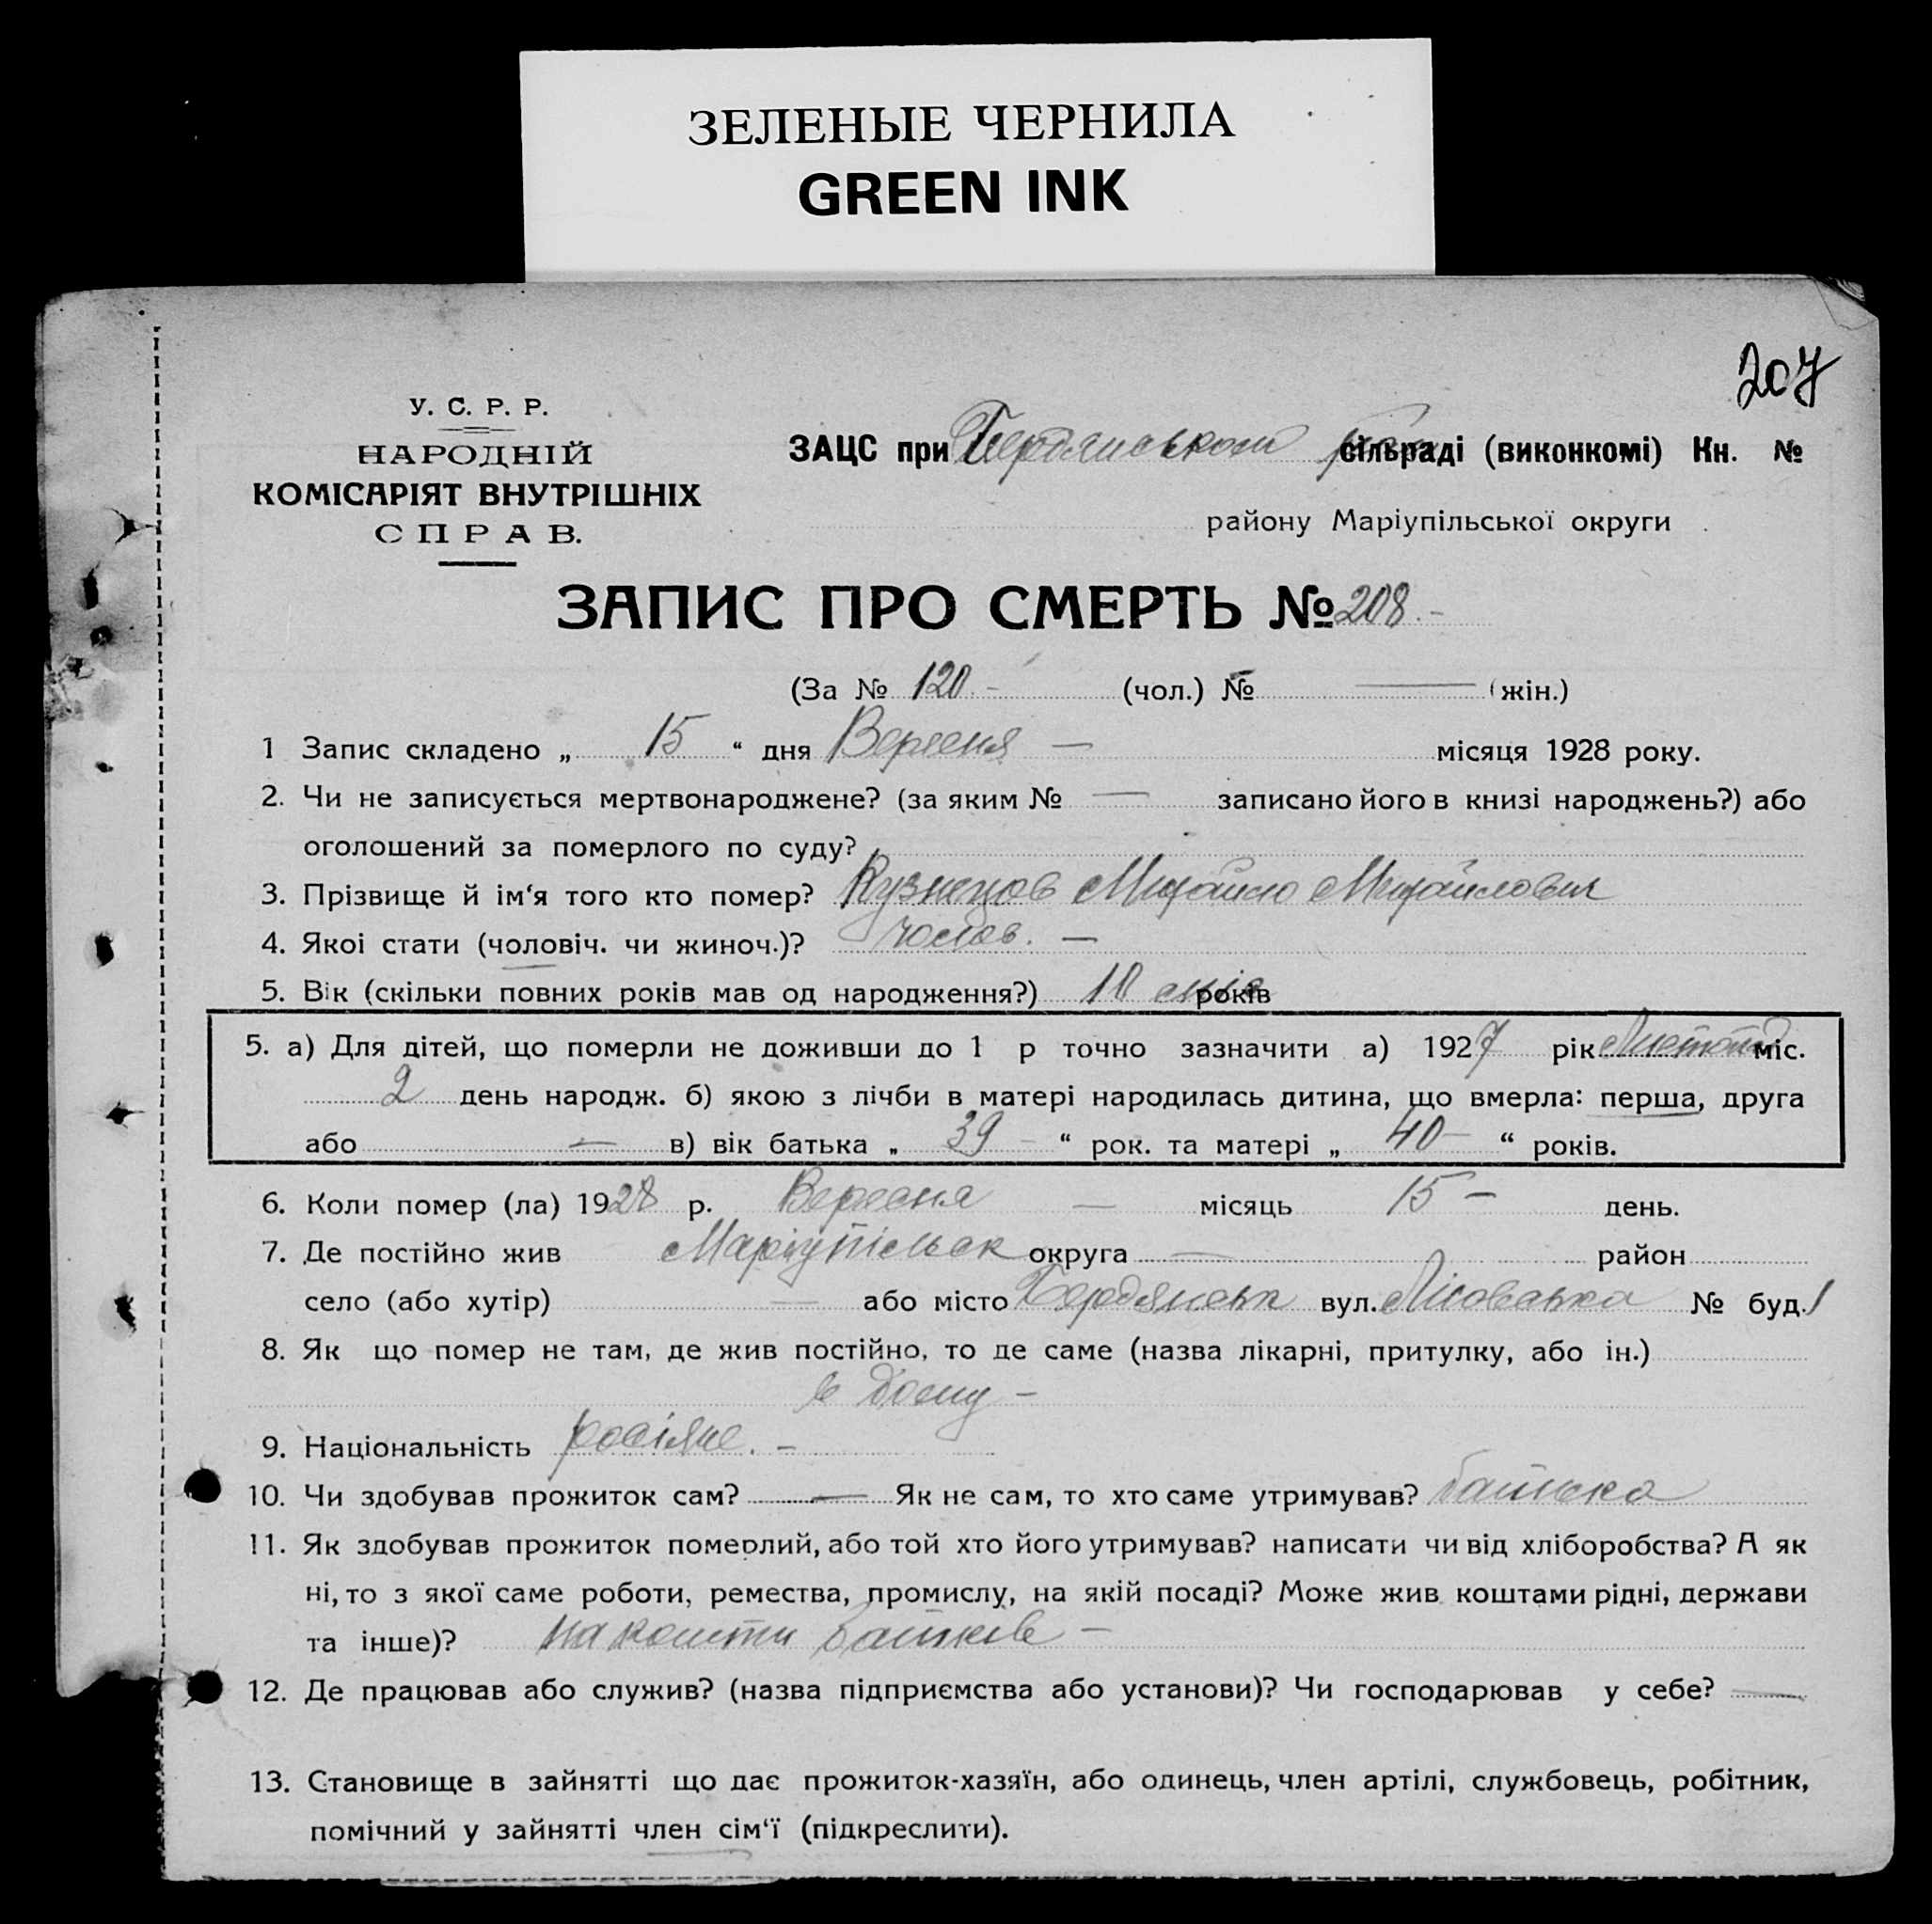 ЗЕЛЕНЫЕ ЧЕРНИЛА
GREEN INK
207
У. С. Р. Р.
НАРОДНІЙ
КОМІСАРІЯТ ВНУТРІШНІХ
СПРАВ.
ЗАЦС при Бердянськом сільраді (виконкомі) Кн. №
району Маріупільської округи
ЗАПИС ПРО СМЕРТЬ № 208.-
(За № 120 - (чол.) № — (жін.)
1 Запис складено „ 15 “ дня Вересня — місяця 1928 року.
2. Чи не записується мертвонароджене? (за яким № — записано його в книзі народжень?) або
оголошений за померлого по суду?
3. Прізвище й ім‘я того кто помер? Кузнецов Михайло Михайлович
4. Якоі стати (чоловіч. чи жиноч.)? чолов. —
5. Вік (скільки повних років мав од народження?) 10 міс років
5. а) Для дітей, що померли не доживши до 1 р точно зазначити а) 1927 рік Листопад міс.
2 день народж. б) якою з лічби в матері народилась дитина, що вмерла: перша, друга
або — в) вік батька „ 39 - “ рок. та матері „ 40 - “ років.
6. Коли помер (ла) 1928 р. Вересня — місяць 15 - день.
7. Де постійно жив Маріупільск округа — район
село (або хутір) — або місто Бердянськ вул. Лісовська № буд. 1
8. Як що помер не там, де жив постійно, то де саме (назва лікарні, притулку, або ін.)
в дому -
9. Національність росіяне. -
10. Чи здобував прожиток сам? — Як не сам, то хто саме утримував? батька
11. Як здобував прожиток померлий, або той хто його утримував? написати чи від хліборобства? А як
ні, то з якої саме роботи, ремества, промислу, на якій посаді? Може жив коштами рідні, держави
та інше)? На кошти батьків -
12. Де працював або служив? (назва підприємства або установи)? Чи господарював у себе? —
13. Становище в зайнятті що дає прожиток-хазяїн, або одинець, член артілі, службовець, робітник,
помічний у зайнятті член сім‘ї (підкреслити).